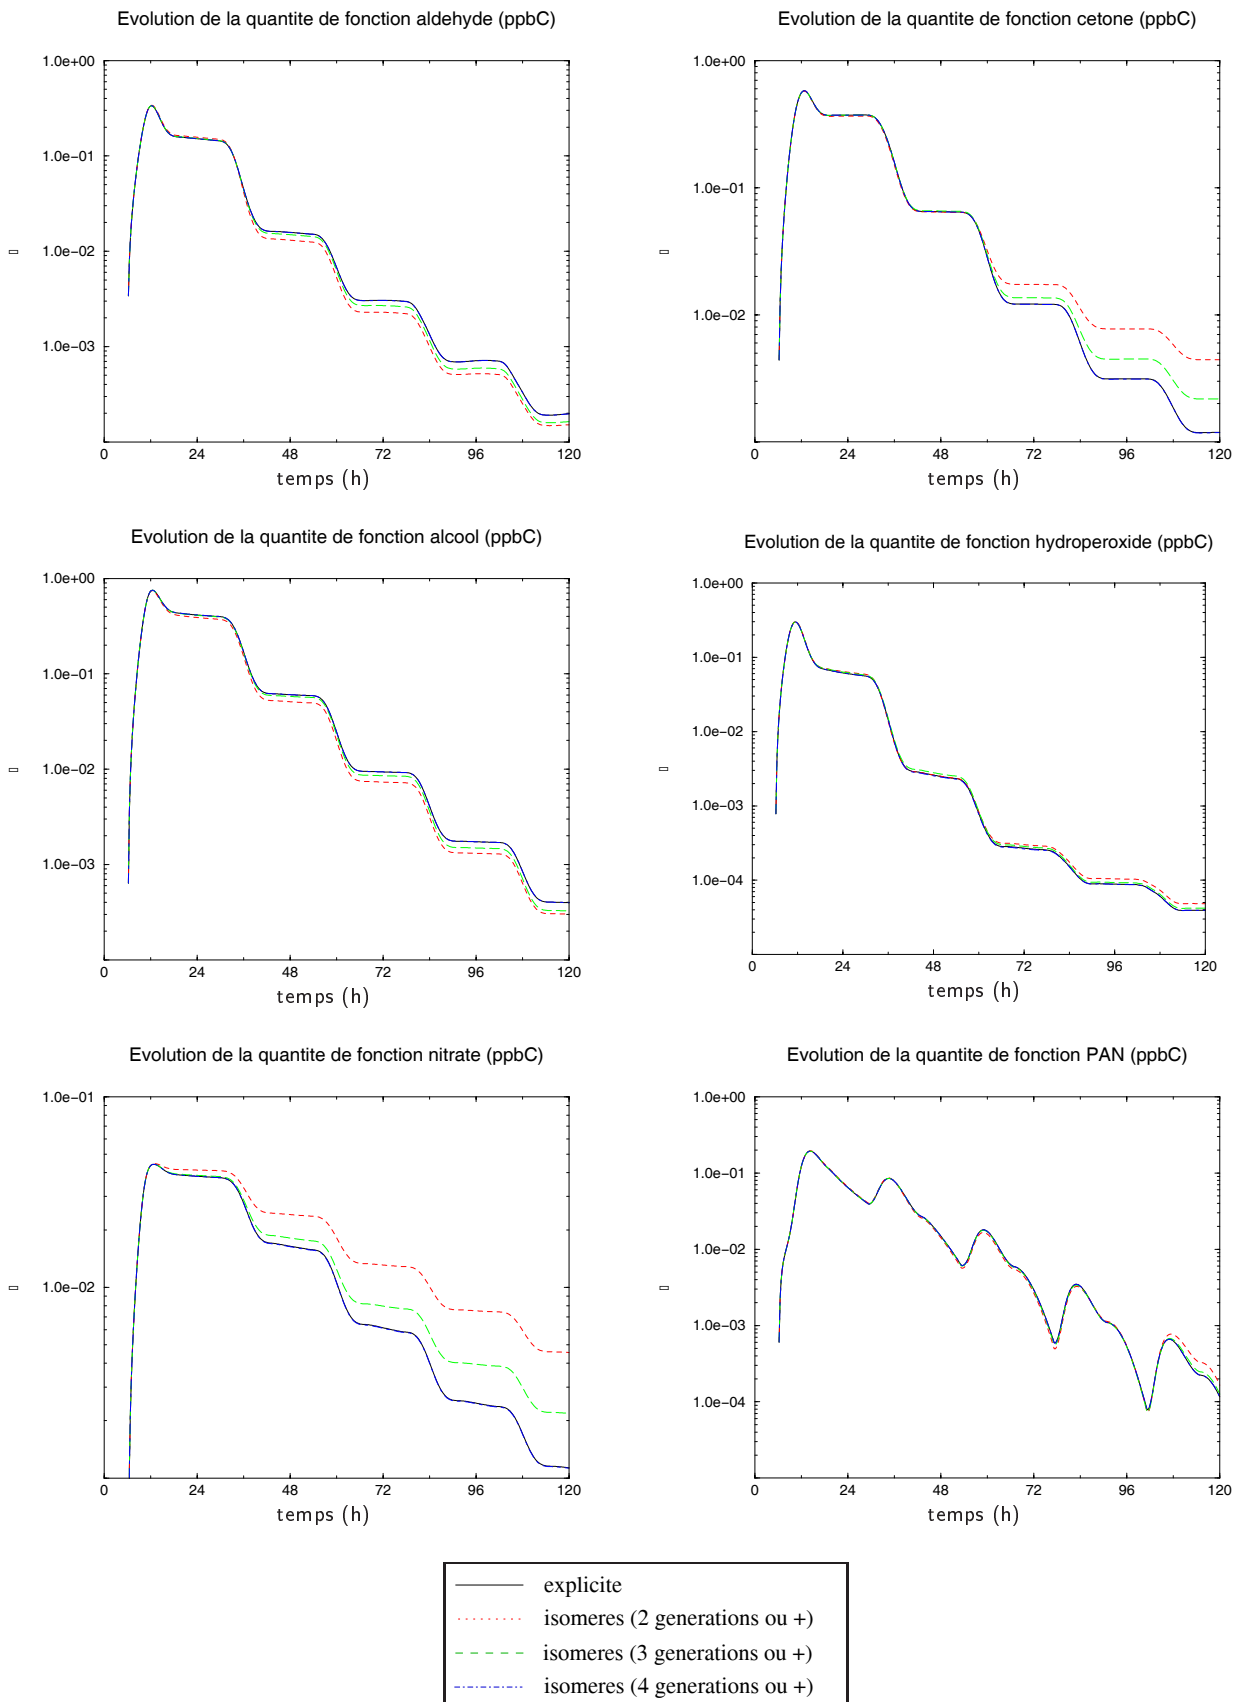 Evolution de la quantite de fonction aldehyde (ppbC)
1.0e+00
1.0e−01
1.0e−02
1.0e−03
0 24 48 72 96 120
temps (h)
Evolution de la quantite de fonction cetone (ppbC)
1.0e+00
1.0e−01
1.0e−02
0 24 48 72 96 120
temps (h)
Evolution de la quantite de fonction alcool (ppbC)
1.0e+00
1.0e−01
1.0e−02
1.0e−03
0 24 48 72 96 120
temps (h)
Evolution de la quantite de fonction hydroperoxide (ppbC)
1.0e+00
1.0e−01
1.0e−02
1.0e−03
1.0e−04
0 24 48 72 96 120
temps (h)
Evolution de la quantite de fonction nitrate (ppbC)
1.0e−01
1.0e−02
0 24 48 72 96 120
temps (h)
Evolution de la quantite de fonction PAN (ppbC)
1.0e+00
1.0e−01
1.0e−02
1.0e−03
1.0e−04
0 24 48 72 96 120
temps (h)
explicite
isomeres (2 generations ou +)
isomeres (3 generations ou +)
isomeres (4 generations ou +)